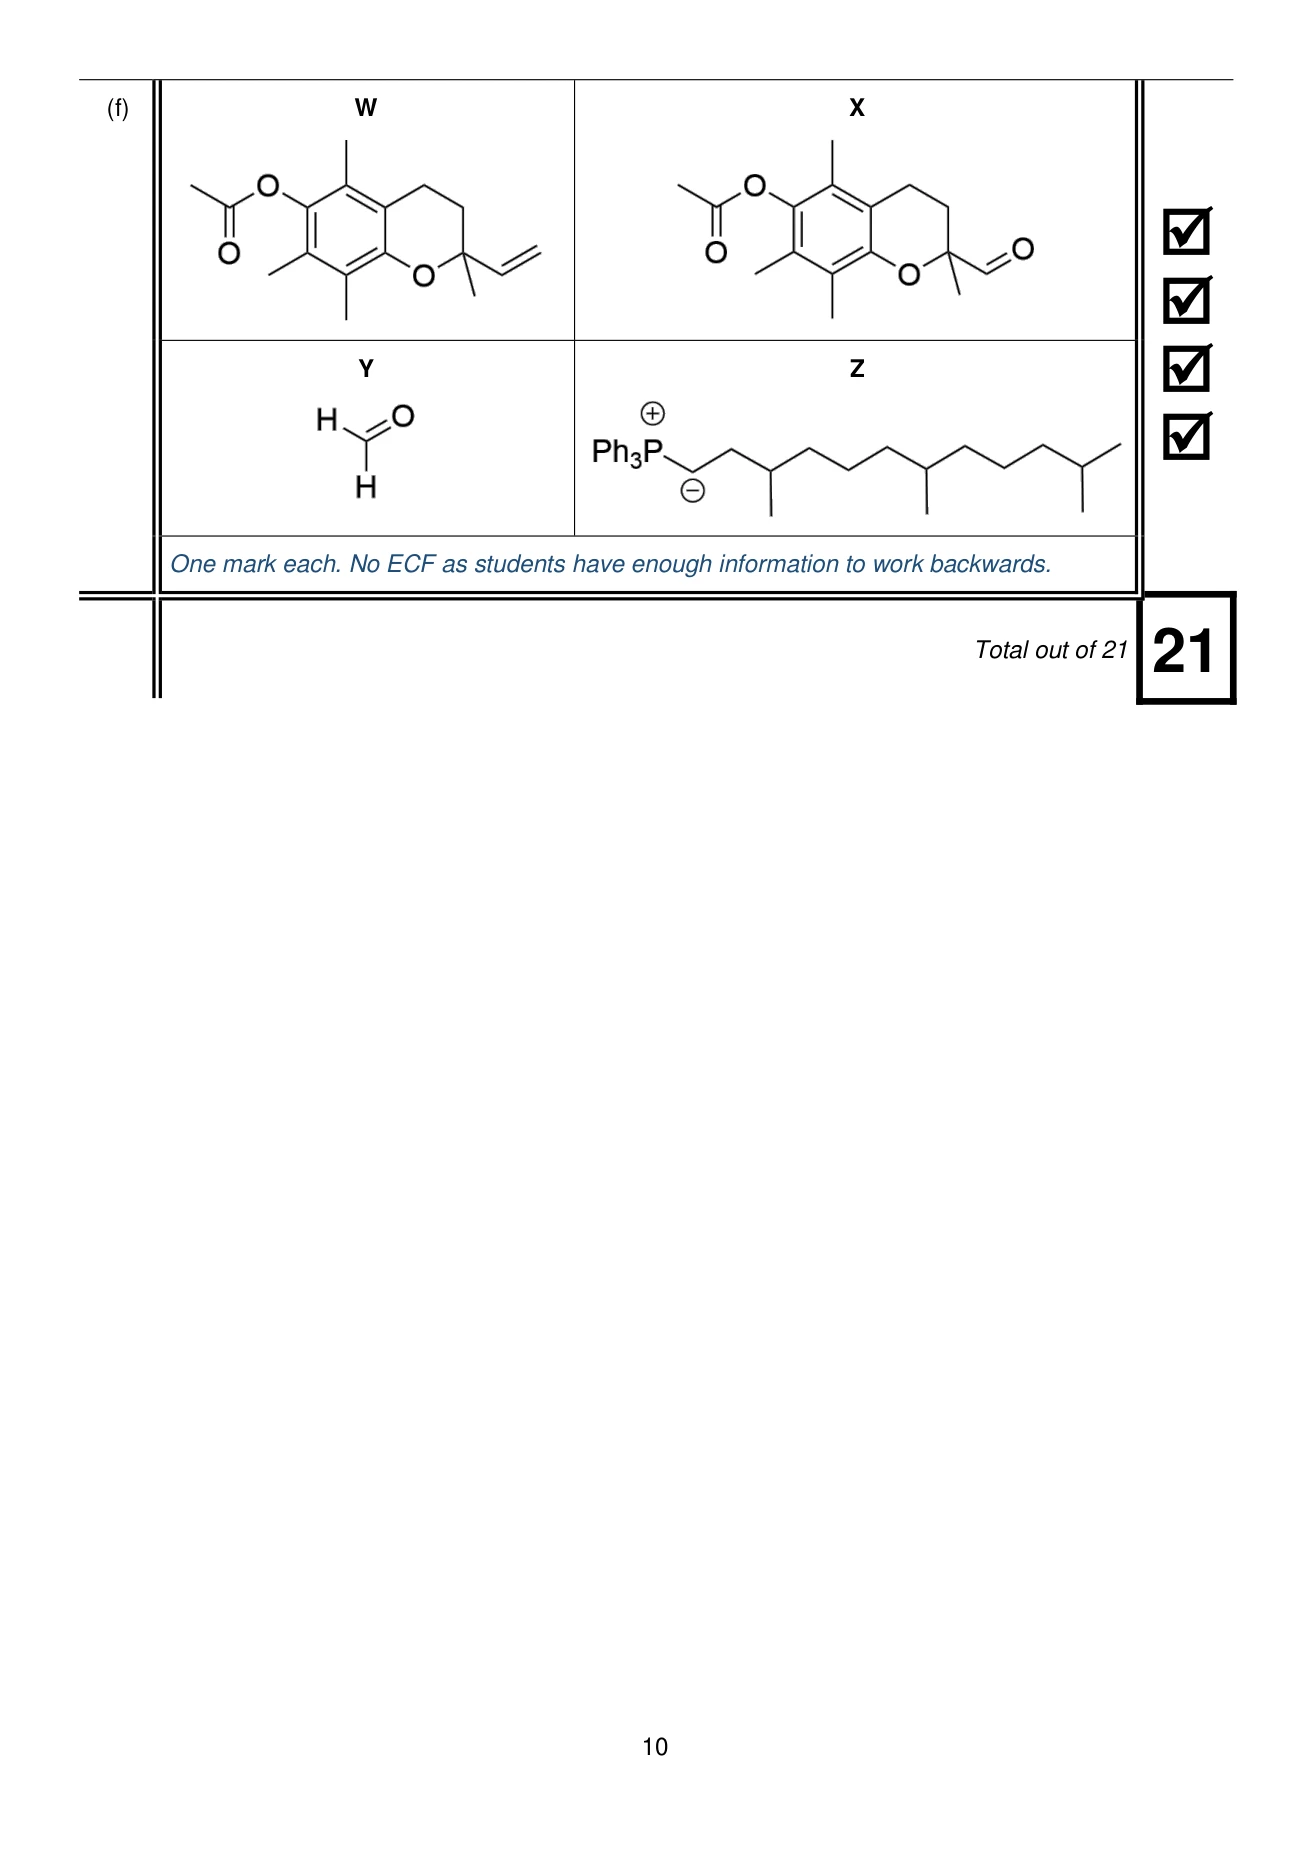 (f)
W
X
O
O
O
O
O
O
O
Y
Z
H
O
H
⊕
Ph3P
⊖
One mark each. No ECF as students have enough information to work backwards.
Total out of 21
21
10